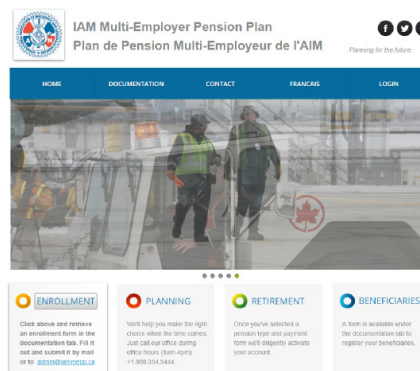 IAM Multi-Employer Pension Plan
Plan de Pension Multi-Employeur de l'AIM
Planning for the future
HOME DOCUMENTATION CONTACT FRANCAIS LOGIN
ENROLLMENT
Click above and retrieve
an enrollment form in the
documentation tab. Fill it
out and submit it by mail
or to admin@iammepp.ca
PLANNING
We'll help you make the right
choice when the time comes.
Just call our office during
office hours (8am-4pm)
RETIREMENT
Once you've selected a
pension type and payment
form we'll diligently activate
your account
BENEFICIARIES
A form is available under
the documentation tab to
register your beneficiaries.